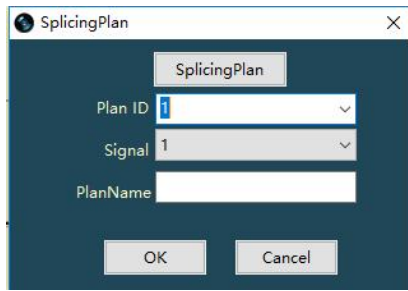 SplicingPlan
SplicingPlan
Plan ID 1
Signal 1
PlanName
OK Cancel